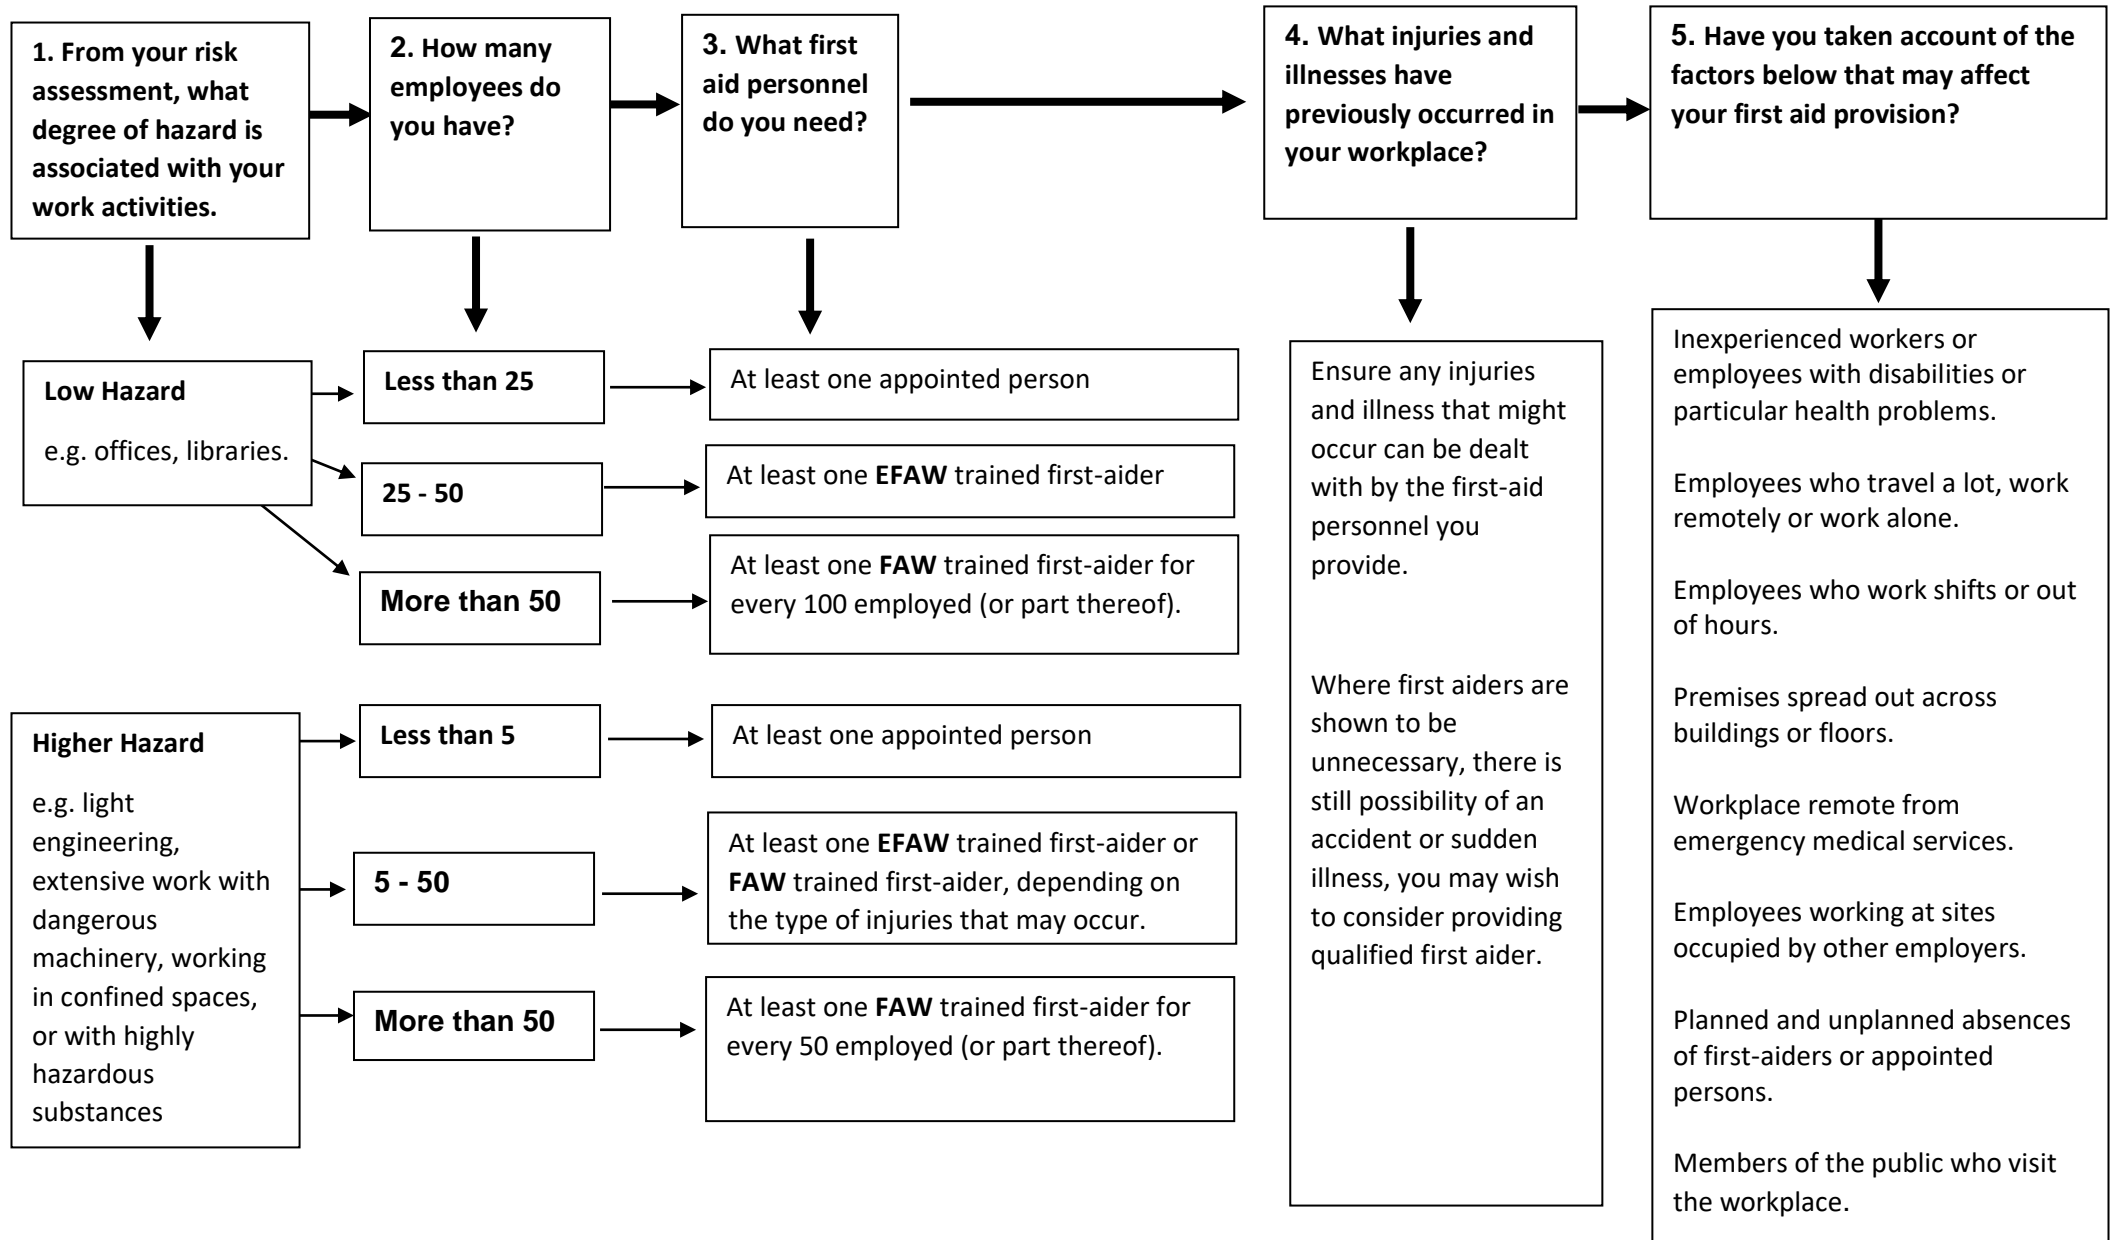 1. From your risk
assessment, what
degree of hazard is
associated with your
work activities.
2. How many
employees do
you have?
3. What first
aid personnel
do you need?
4. What injuries and
illnesses have
previously occurred in
your workplace?
5. Have you taken account of the
factors below that may affect
your first aid provision?
Low Hazard
e.g. offices, libraries.
Less than 25
At least one appointed person
25 - 50
At least one EFAW trained first-aider
More than 50
At least one FAW trained first-aider for
every 100 employed (or part thereof).
Higher Hazard
e.g. light
engineering,
extensive work with
dangerous
machinery, working
in confined spaces,
or with highly
hazardous
substances
Less than 5
At least one appointed person
5 - 50
At least one EFAW trained first-aider or
FAW trained first-aider, depending on
the type of injuries that may occur.
More than 50
At least one FAW trained first-aider for
every 50 employed (or part thereof).
Ensure any injuries
and illness that might
occur can be dealt
with by the first-aid
personnel you
provide.
Where first aiders are
shown to be
unnecessary, there is
still possibility of an
accident or sudden
illness, you may wish
to consider providing
qualified first aider.
Inexperienced workers or
employees with disabilities or
particular health problems.
Employees who travel a lot, work
remotely or work alone.
Employees who work shifts or out
of hours.
Premises spread out across
buildings or floors.
Workplace remote from
emergency medical services.
Employees working at sites
occupied by other employers.
Planned and unplanned absences
of first-aiders or appointed
persons.
Members of the public who visit
the workplace.